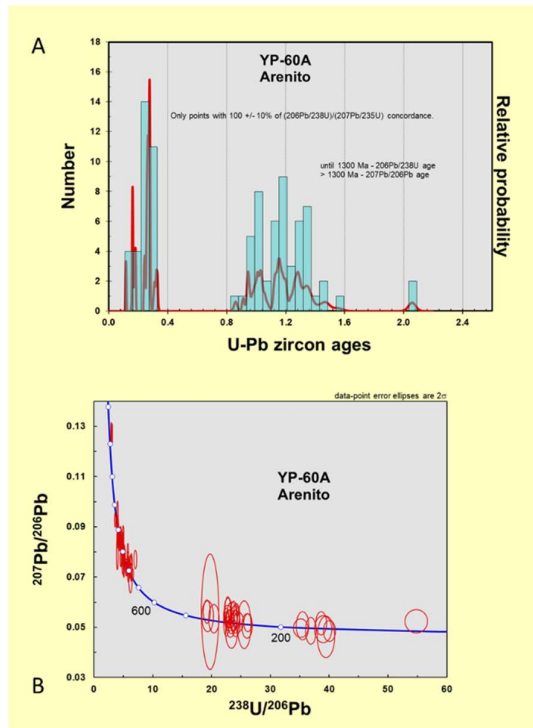 A
YP-60A
Arenito
Only points with 100 +/- 10% of (206Pb/238U)/(207Pb/235U) concordance.
until 1300 Ma - 206Pb/238U age
> 1300 Ma - 207Pb/206Pb age
Number
18
16
14
12
10
8
6
4
2
0
Relative probability
0.0 0.4 0.8 1.2 1.6 2.0 2.4
U-Pb zircon ages
data-point error ellipses are 2σ
YP-60A
Arenito
207Pb/206Pb
0.13
0.11
0.09
0.07
0.05
0.03
600
200
0 10 20 30 40 50 60
B
238U/206Pb